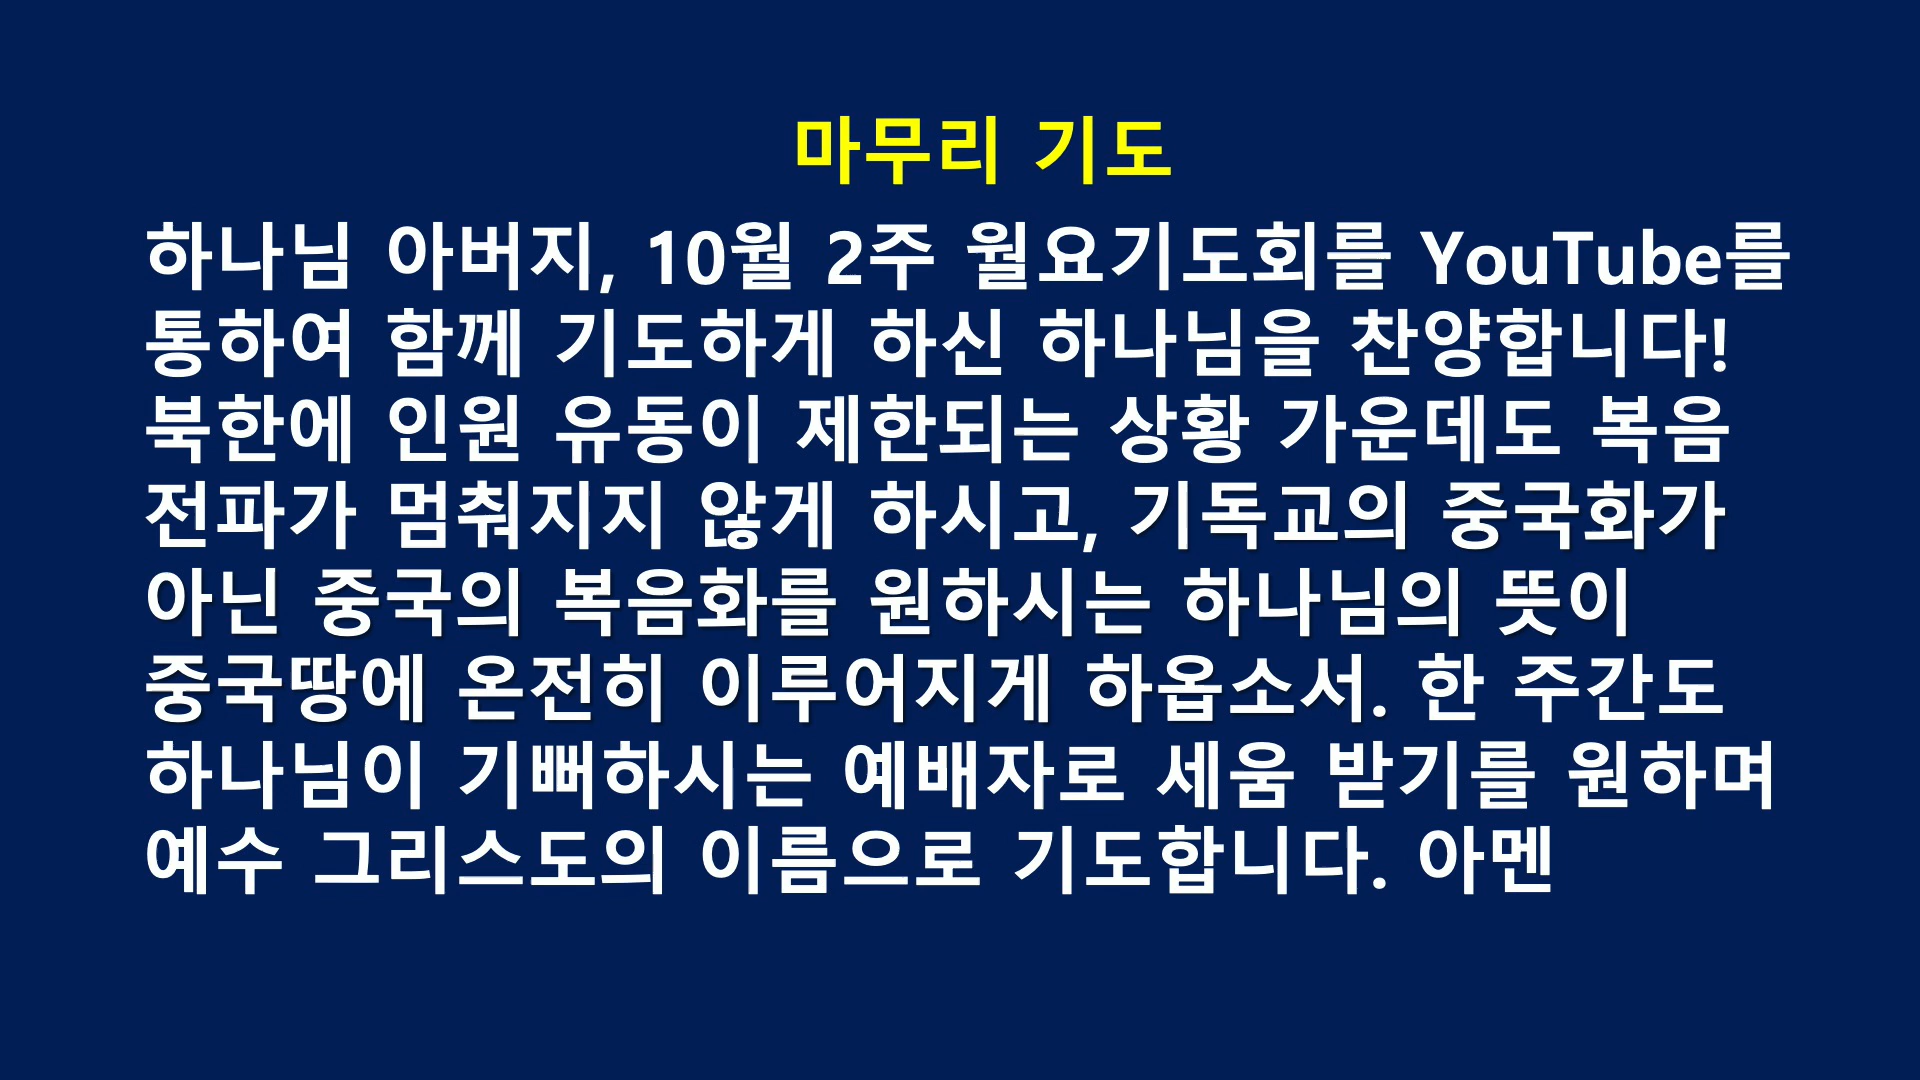 마무리 기도
하나님 아버지, 10월 2주 월요기도회를 YouTube를
통하여 함께 기도하게 하신 하나님을 찬양합니다!
북한에 인원 유동이 제한되는 상황 가운데도 복음
전파가 멈춰지지 않게 하시고, 기독교의 중국화가
아닌 중국의 복음화를 원하시는 하나님의 뜻이
중국땅에 온전히 이루어지게 하옵소서. 한 주간도
하나님이 기뻐하시는 예배자로 세움 받기를 원하며
예수 그리스도의 이름으로 기도합니다. 아멘